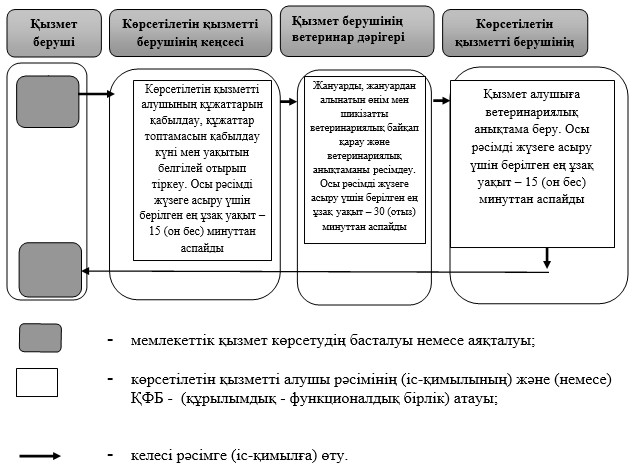 Қызмет
беруші
Көрсетілетін қызметті
берушінің кеңсесі
Қызмет берушінің
ветеринар дәрігері
Көрсетілетін
қызметті берушінің
Көрсетілетін қызметті
алушының құжаттарын
қабылдау, құжаттар
топтамасын қабылдау
күні мен уақытын
белгілей отырып
тіркеу. Осы рәсімді
жүзеге асыру үшін
берілген ең ұзақ уақыт –
15 (он бес) минуттан
аспайды
Жануарды, жануардан
алынатын өнім мен
шикізатты
ветеринариялық байқап
қарау және
ветеринариялық
анықтаманы ресімдеу.
Осы рәсімді жүзеге асыру
үшін берілген ең
ұзақ уақыт – 30 (отыз)
минуттан аспайды
Қызмет алушыға
ветеринариялық
анықтама беру. Осы
рәсімді жүзеге асыру
үшін берілген ең ұзақ
уақыт – 15 (он бес)
минуттан аспайды
- мемлекеттік қызмет көрсетудің басталуы немесе аяқталуы;
- көрсетілетін қызметті алушы рәсімінің (іс-қимылының) және (немесе)
ҚФБ - (құрылымдық - функционалдық бірлік) атауы;
- келесі рәсімге (іс-қимылға) өту.